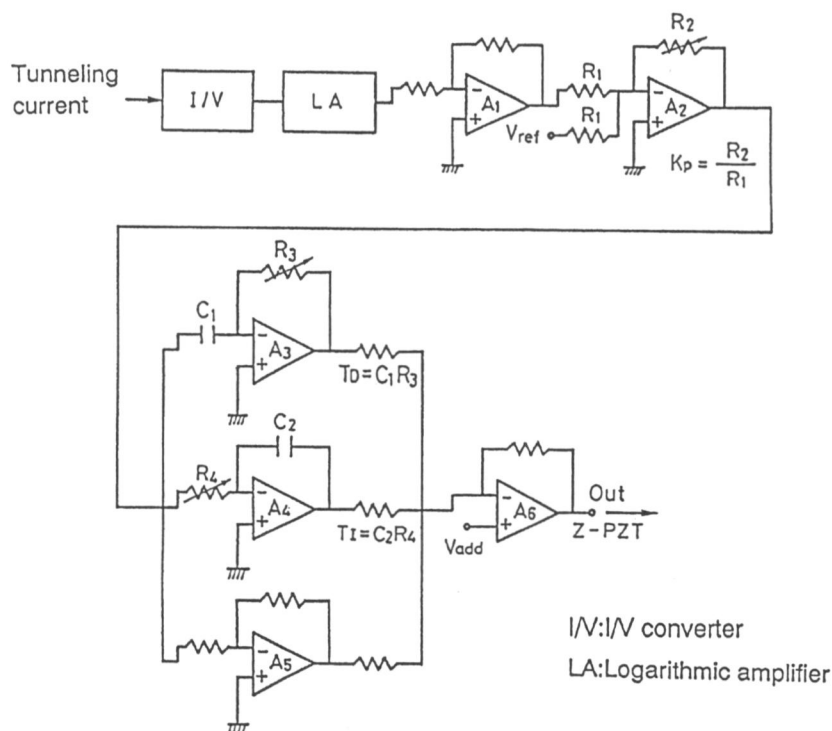 Tunneling
current
I/V
LA
A1
R1
R1
Vref
R2
A2
Kp = R2/R1
R3
C1
A3
TD=C1R3
C2
R4
A4
TI=C2R4
A5
A6
Vadd
Out
Z-PZT
I/V:I/V converter
LA:Logarithmic amplifier
-
+
-
+
-
+
-
+
-
+
-
+